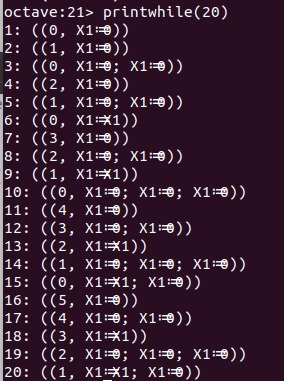 octave:21> printwhile(20)
1: ((0, X1≔0))
2: ((1, X1≔0))
3: ((0, X1≔0; X1≔0))
4: ((2, X1≔0))
5: ((1, X1≔0; X1≔0))
6: ((0, X1≔X1))
7: ((3, X1≔0))
8: ((2, X1≔0; X1≔0))
9: ((1, X1≔X1))
10: ((0, X1≔0; X1≔0; X1≔0))
11: ((4, X1≔0))
12: ((3, X1≔0; X1≔0))
13: ((2, X1≔X1))
14: ((1, X1≔0; X1≔0; X1≔0))
15: ((0, X1≔X1; X1≔0))
16: ((5, X1≔0))
17: ((4, X1≔0; X1≔0))
18: ((3, X1≔X1))
19: ((2, X1≔0; X1≔0; X1≔0))
20: ((1, X1≔X1; X1≔0))